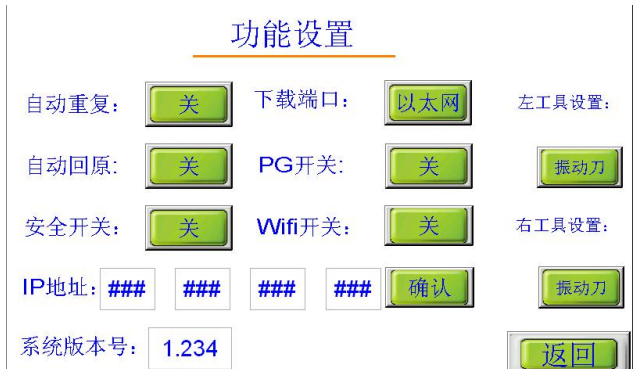 功能设置
自动重复： 关 下载端口： 以太网 左工具设置：
自动回原: 关 PG开关: 关 振动刀
安全开关： 关 Wifi开关： 关 右工具设置：
IP地址： ### ### ### ### 确认 振动刀
系统版本号： 1.234 返回